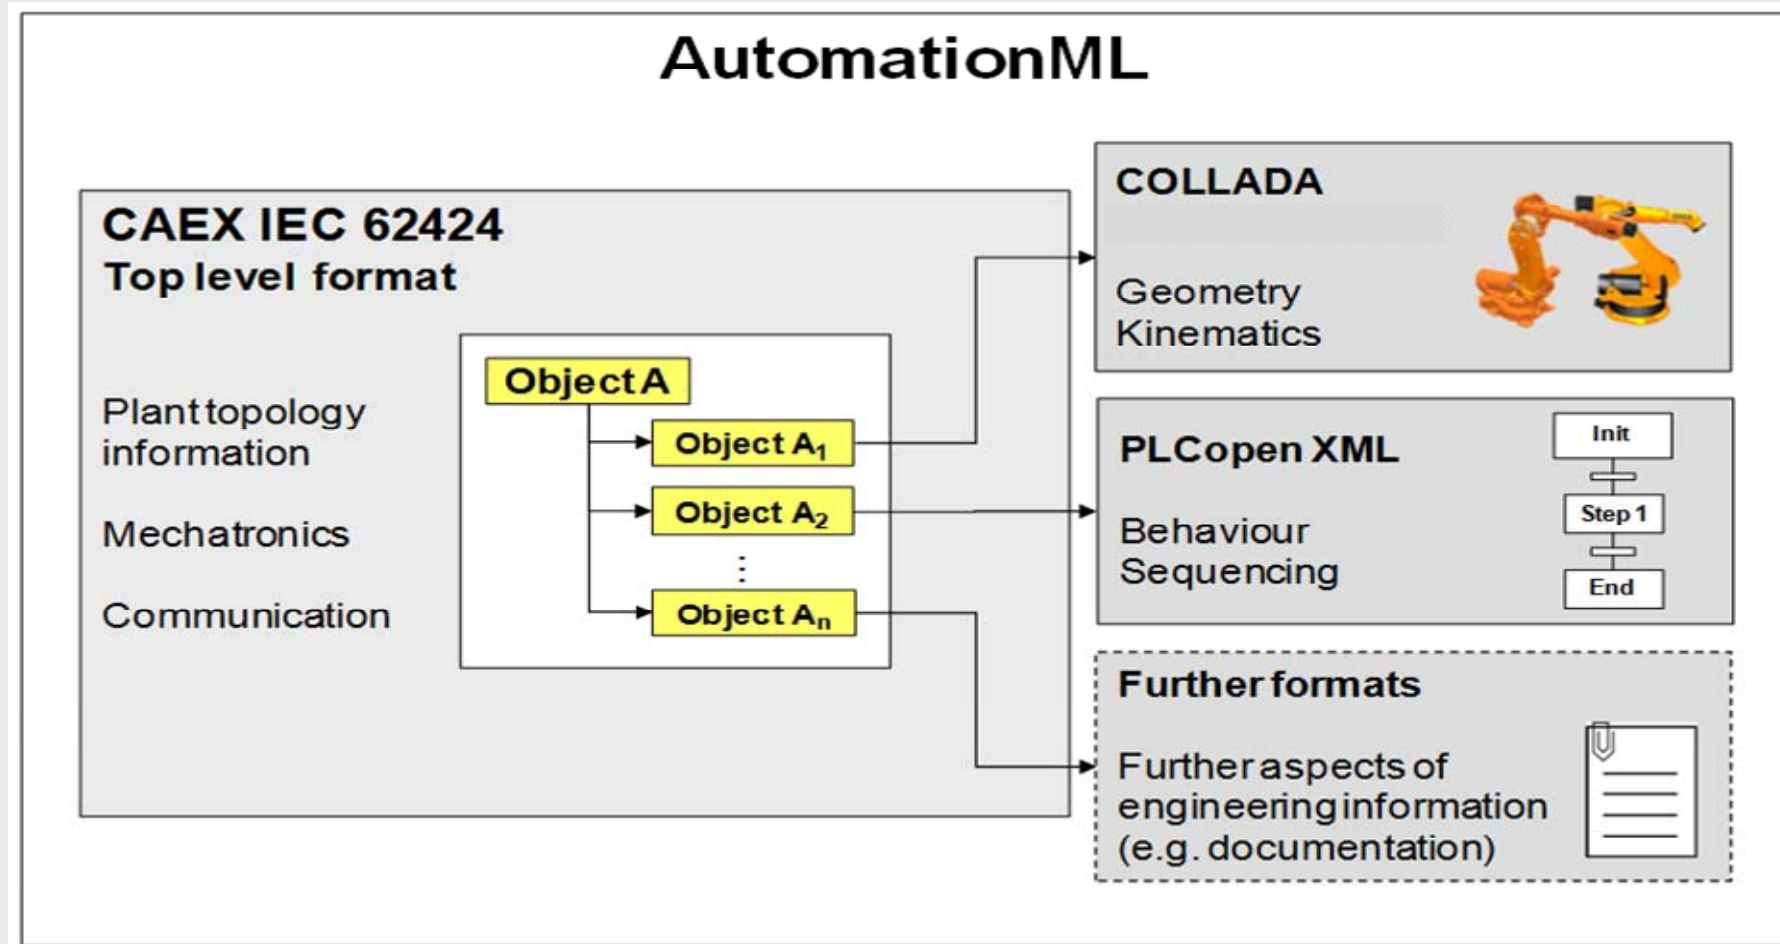 AutomationML
CAEX IEC 62424
Top level format
Plant topology
information
Mechatronics
Communication
Object A
Object A₁
Object A₂
⋮
Object Aₙ
COLLADA
Geometry
Kinematics
PLCopen XML
Behaviour
Sequencing
Init
Step 1
End
Further formats
Further aspects of
engineering information
(e.g. documentation)